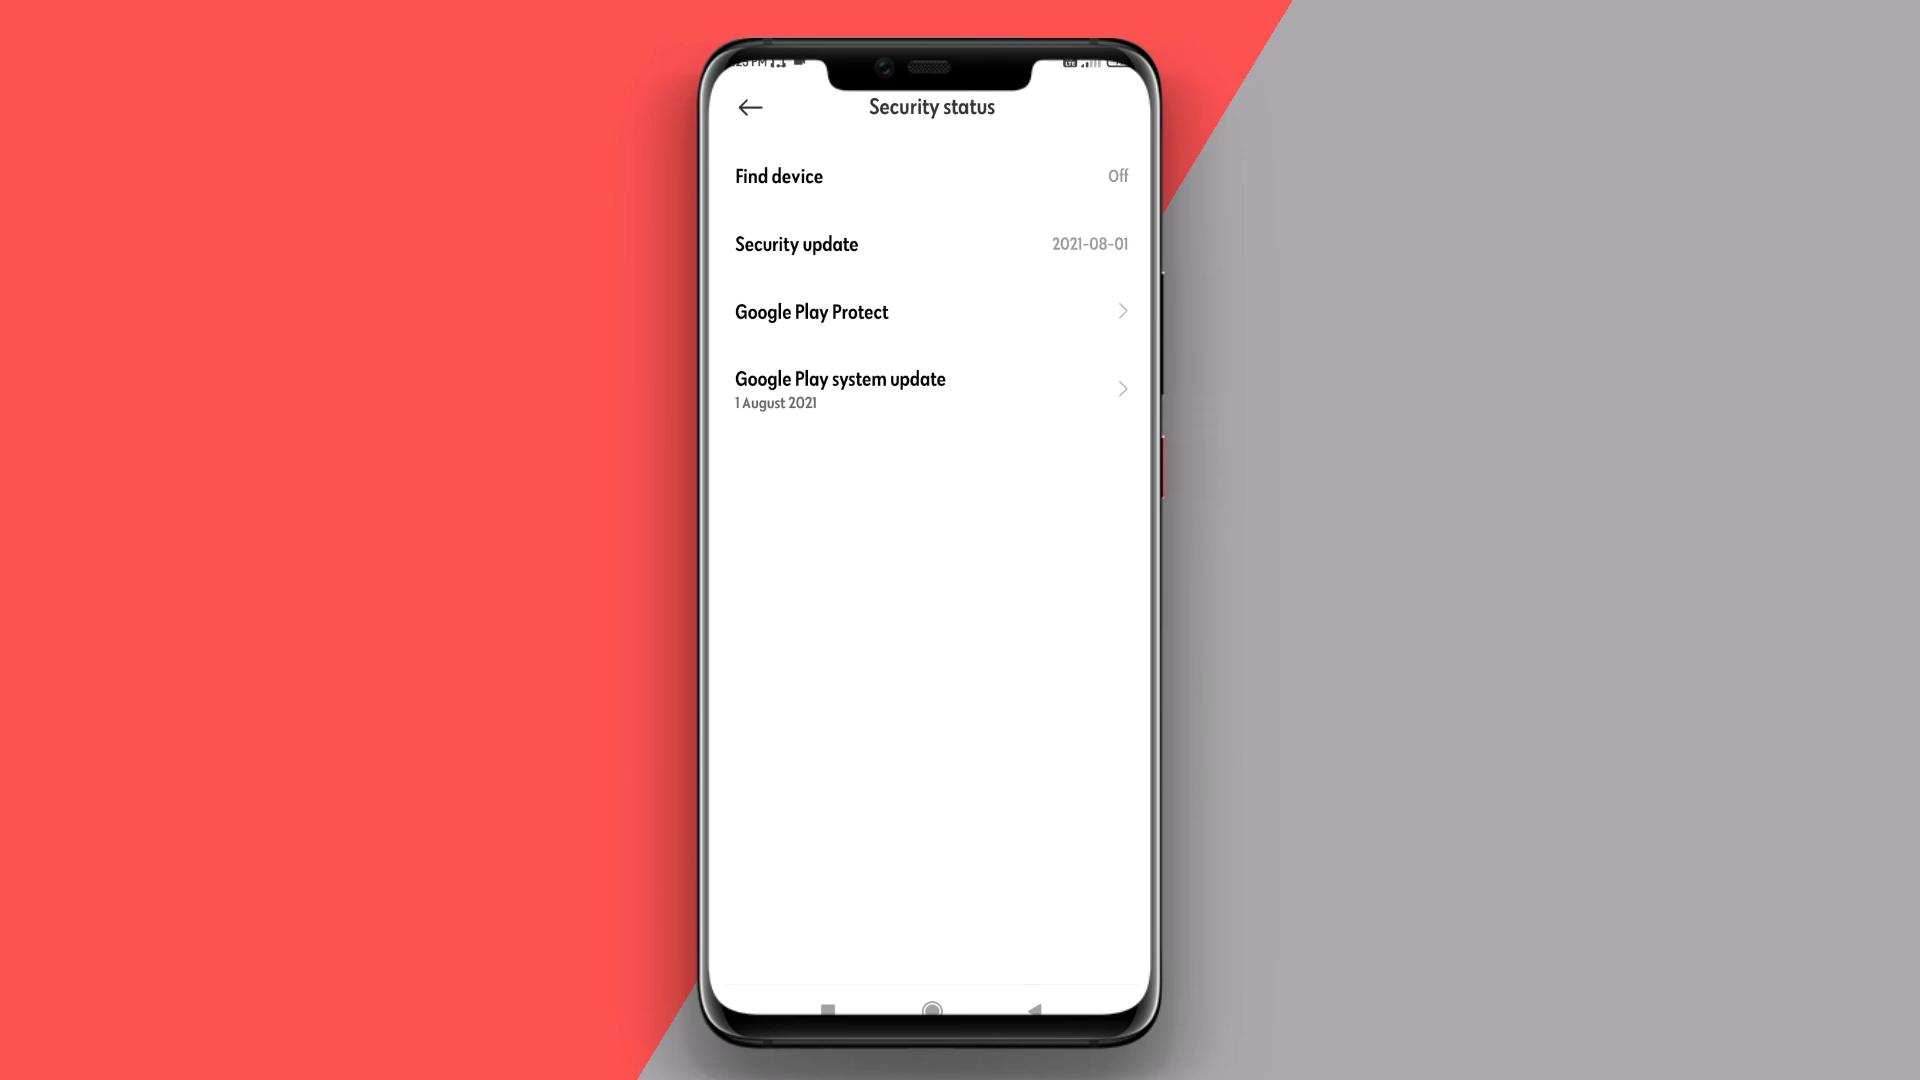 Security status
Find device
Off
Security update
2021-08-01
Google Play Protect
Google Play system update
1 August 2021